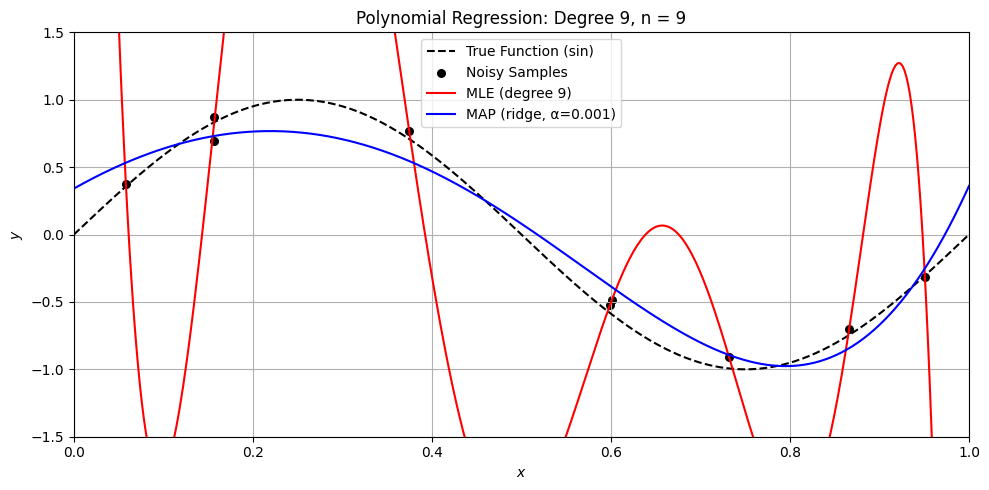 Polynomial Regression: Degree 9, n = 9
True Function (sin)
Noisy Samples
MLE (degree 9)
MAP (ridge, α=0.001)
y
1.5
1.0
0.5
0.0
−0.5
−1.0
−1.5
0.0 0.2 0.4 0.6 0.8 1.0
x